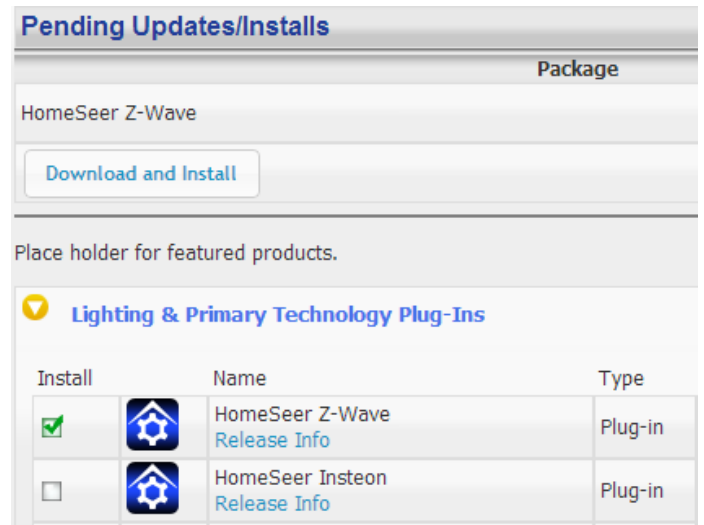 Pending Updates/Installs
Package
HomeSeer Z-Wave
Download and Install
Place holder for featured products.
Lighting & Primary Technology Plug-Ins
Install Name Type
HomeSeer Z-Wave
Release Info
Plug-in
HomeSeer Insteon
Release Info
Plug-in